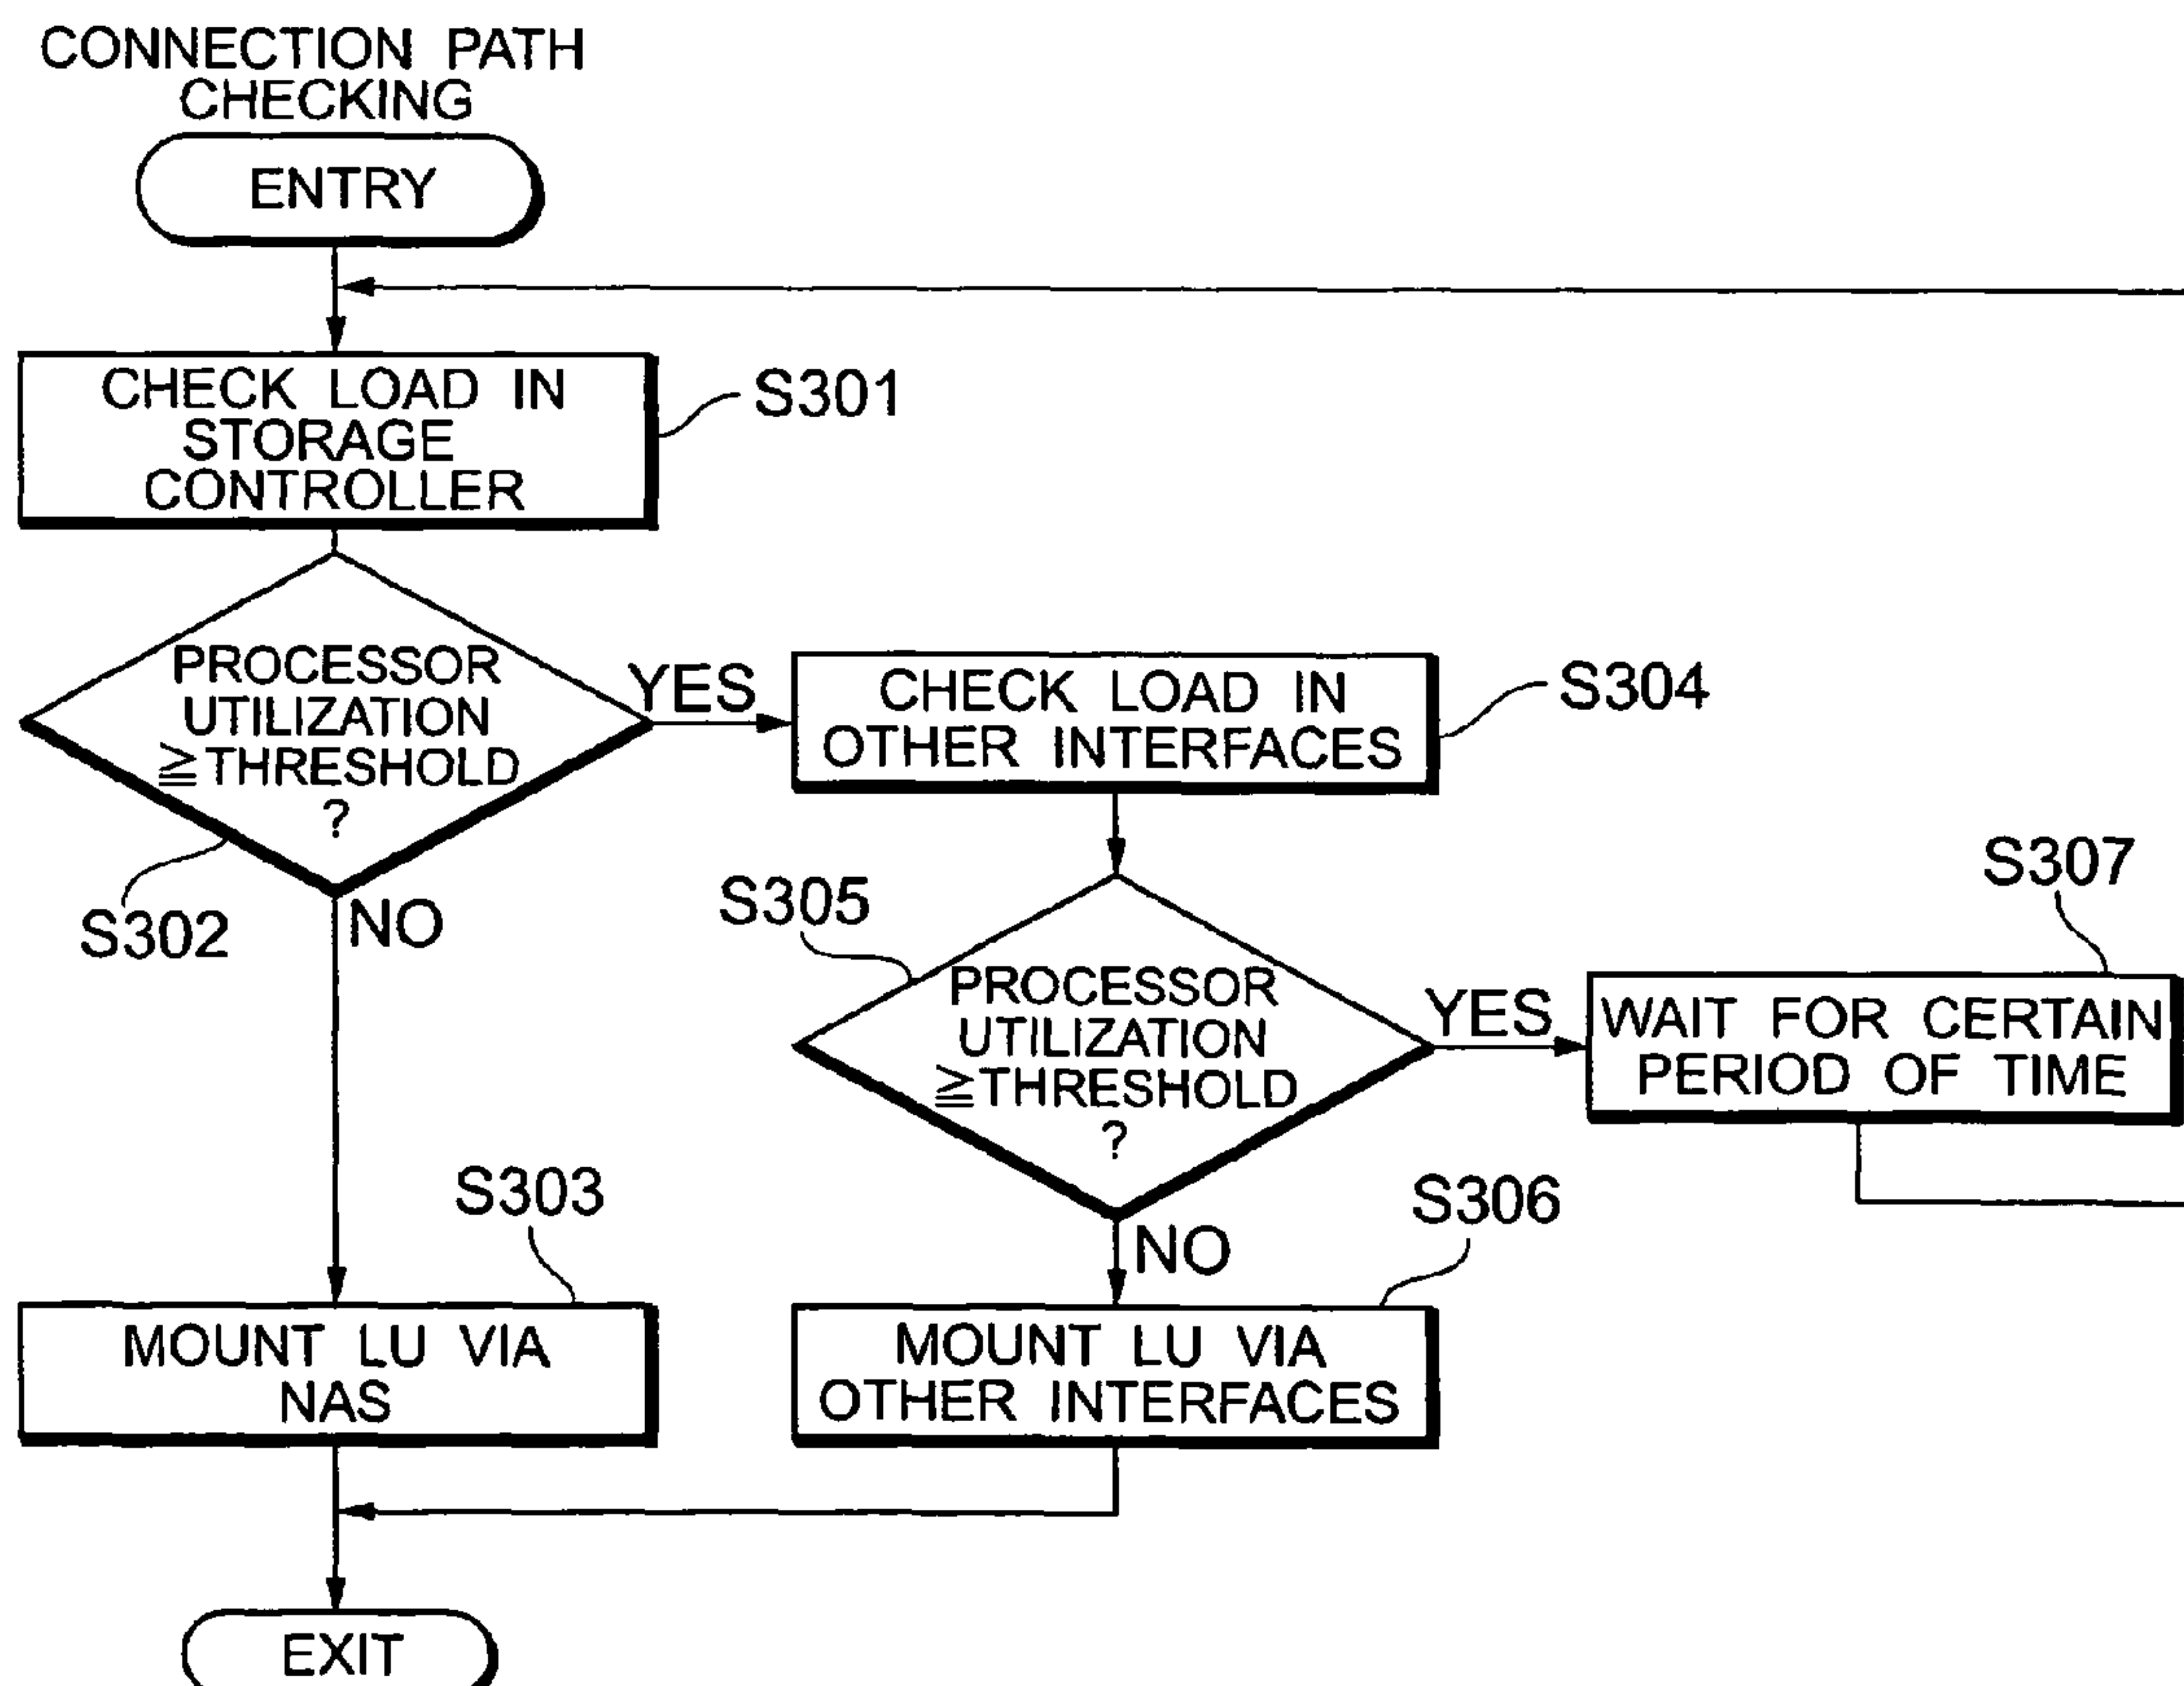 CONNECTION PATH
CHECKING
ENTRY
CHECK LOAD IN
STORAGE
CONTROLLER
S301
PROCESSOR
UTILIZATION
≧THRESHOLD
?
YES
S302
NO
CHECK LOAD IN
OTHER INTERFACES
S304
S305
PROCESSOR
UTILIZATION
≧THRESHOLD
?
YES
NO
S307
WAIT FOR CERTAIN
PERIOD OF TIME
S303
MOUNT LU VIA
NAS
S306
MOUNT LU VIA
OTHER INTERFACES
EXIT